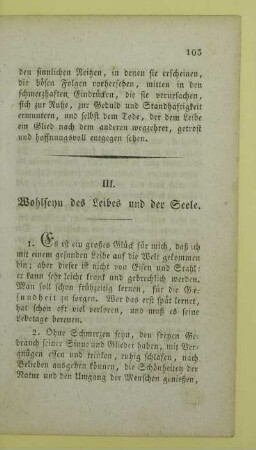 105
den sinnlichen Reitzen, in denen sie erscheinen,
die bösen Folgen vorhersehen, mitten in den
schmerzhaften Eindrücken, die sie verursachen,
sich zur Ruhe, zur Geduld und Standhaftigkeit
ermuntern, und selbst dem Tode, der dem Leibe
ein Glied nach dem anderen wegzehret, getrost
und hoffnungsvoll entgegen sehen.
III.
Wohlseyn des Leibes und der Seele.
1. Es ist ein großes Glück für mich, daß ich
mit einem gesunden Leibe auf die Welt gekommen
bin; aber dieser ist nicht von Eisen und Stahl:
er kann sehr leicht krank und gebrechlich werden.
Man soll schon frühzeitig lernen, für die Ge-
sundheit zu sorgen. Wer das erst spät lernet,
hat schon oft viel verloren, und muß es seine
Lebetage bereuen.
2. Ohne Schmerzen seyn, den freyen Ge-
brauch seiner Sinne und Glieder haben, mit Ver-
gnügen essen und trinken, ruhig schlafen, nach
Belieben ausgehen können, die Schönheiten der
Natur und den Umgang der Menschen genießen,